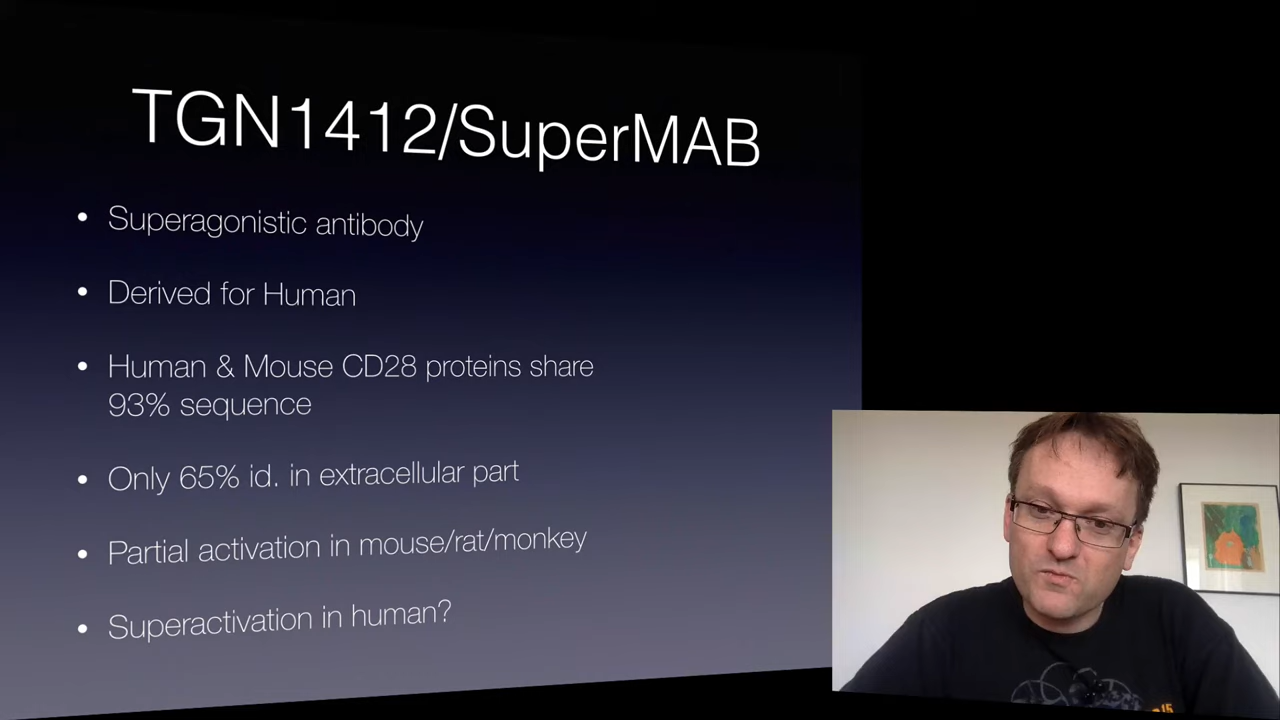 TGN1412/SuperMAB
• Superagonistic antibody
• Derived for Human
• Human & Mouse CD28 proteins share
93% sequence
• Only 65% id. in extracellular part
• Partial activation in mouse/rat/monkey
• Superactivation in human?
15